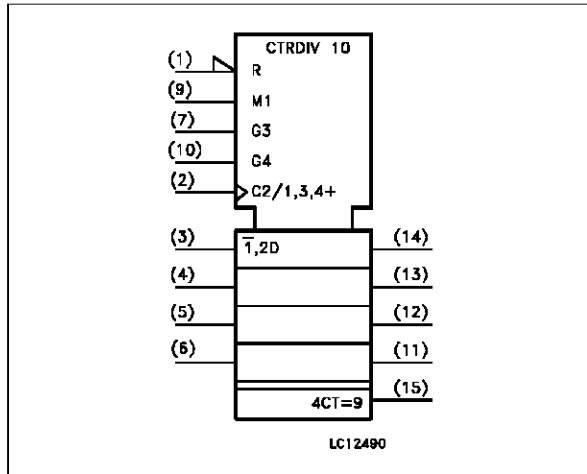 CTRDIV 10
(1) R
(9) M1
(7) G3
(10) G4
(2) C2/1,3,4+
(3) 1̅,2D (14)
(4) (13)
(5) (12)
(6) (11)
4CT=9 (15)
LC12490